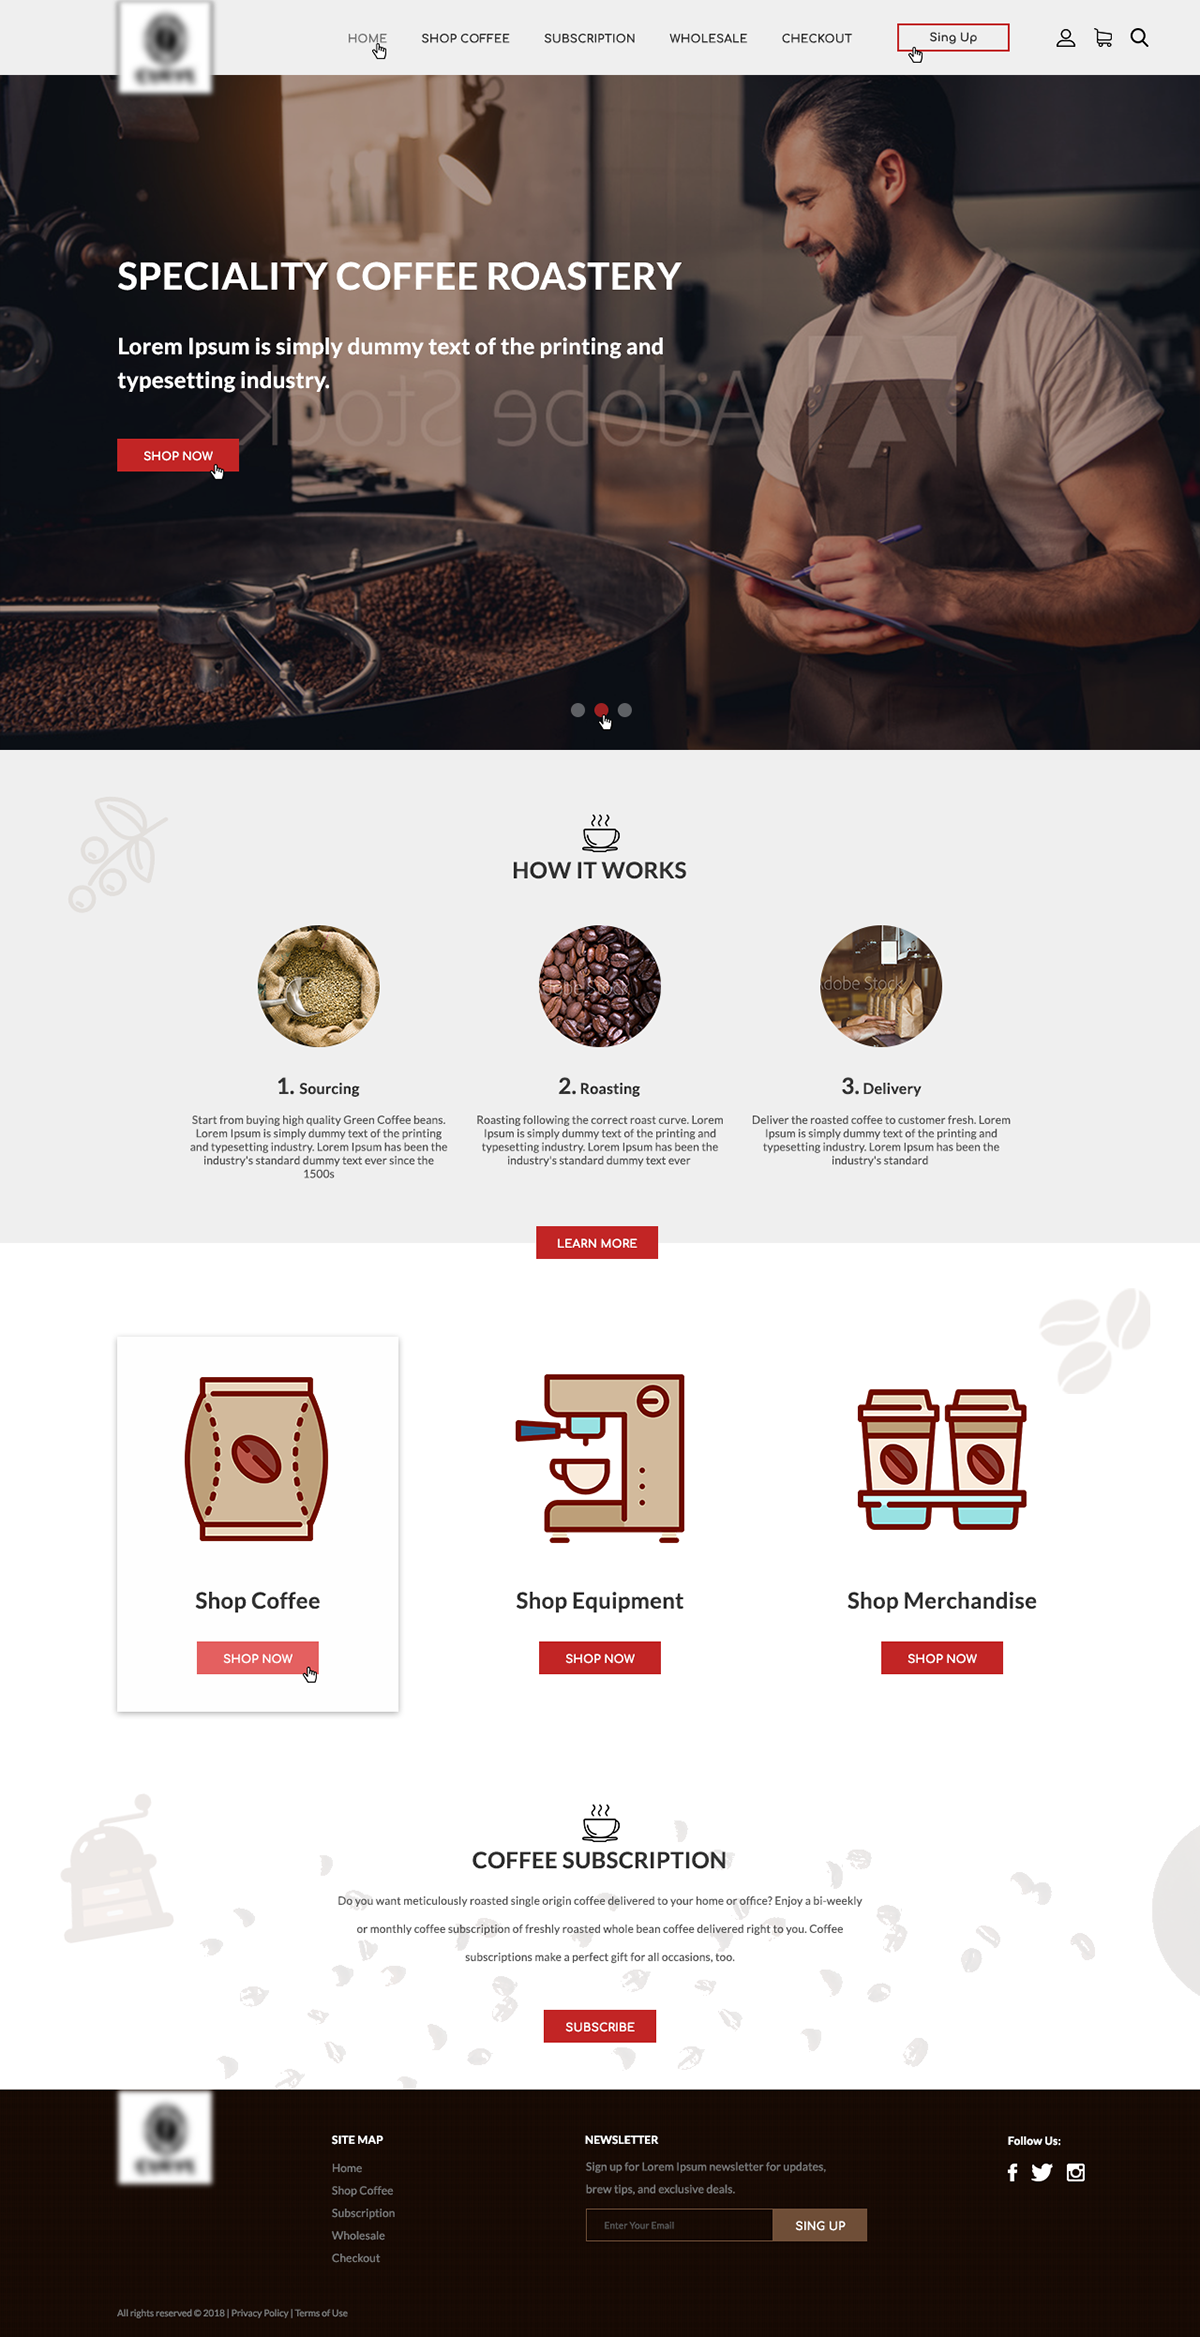 HOME SHOP COFFEE SUBSCRIPTION WHOLESALE CHECKOUT Sing Up
SPECIALITY COFFEE ROASTERY
Lorem Ipsum is simply dummy text of the printing and
typesetting industry.
Adobe Stock
SHOP NOW
HOW IT WORKS
Adobe Stock
Adobe Stock
1. Sourcing
Start from buying high quality Green Coffee beans.
Lorem Ipsum is simply dummy text of the printing
and typesetting industry. Lorem Ipsum has been the
industry's standard dummy text ever since the
1500s
2. Roasting
Roasting following the correct roast curve. Lorem
Ipsum is simply dummy text of the printing and
typesetting industry. Lorem Ipsum has been the
industry's standard dummy text ever
3. Delivery
Deliver the roasted coffee to customer fresh. Lorem
Ipsum is simply dummy text of the printing and
typesetting industry. Lorem Ipsum has been the
industry's standard
LEARN MORE
Shop Coffee
SHOP NOW
Shop Equipment
SHOP NOW
Shop Merchandise
SHOP NOW
COFFEE SUBSCRIPTION
Do you want meticulously roasted single origin coffee delivered to your home or office? Enjoy a bi-weekly
or monthly coffee subscription of freshly roasted whole bean coffee delivered right to you. Coffee
subscriptions make a perfect gift for all occasions, too.
SUBSCRIBE
SITE MAP
Home
Shop Coffee
Subscription
Wholesale
Checkout
NEWSLETTER
Sign up for Lorem Ipsum newsletter for updates,
brew tips, and exclusive deals.
Enter Your Email
SING UP
Follow Us:
All rights reserved © 2018 | Privacy Policy | Terms of Use